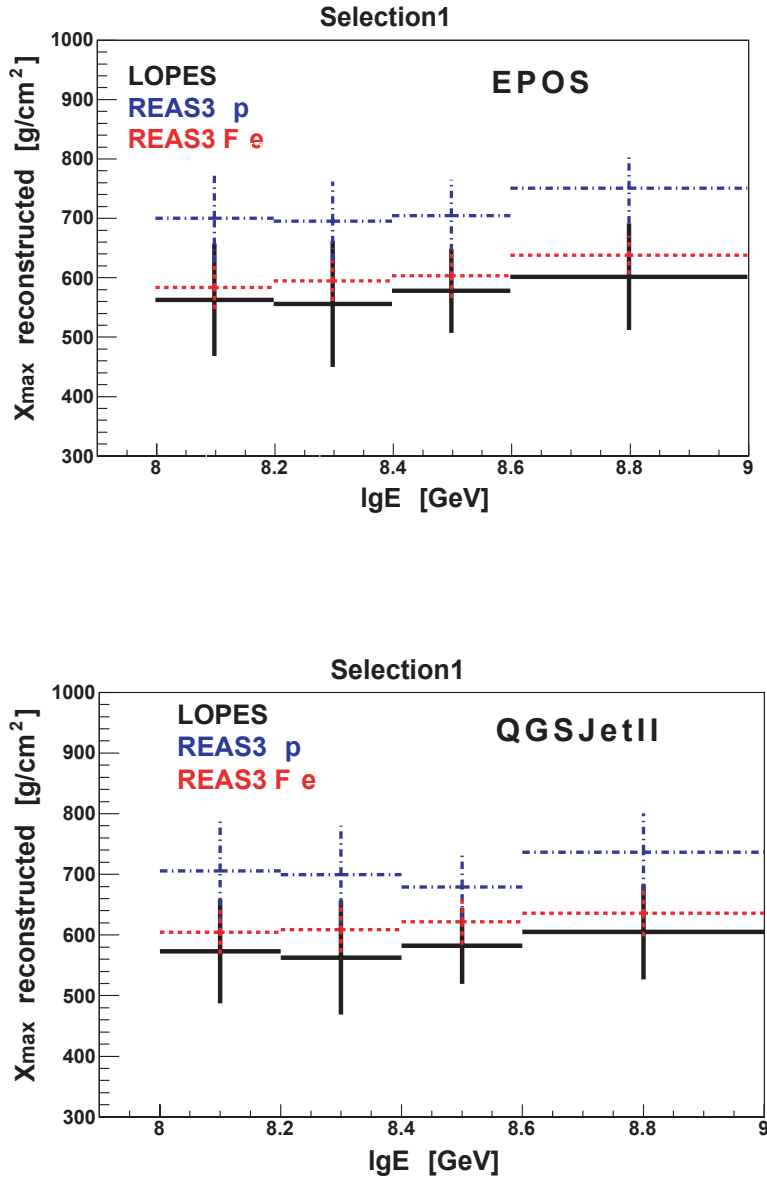 Selection1
1000
900
800
700
600
500
400
300
Xmax reconstructed [g/cm²]
LOPES
REAS3 p
REAS3 F e
EPOS
8 8.2 8.4 8.6 8.8 9
lgE [GeV]
Selection1
1000
900
800
700
600
500
400
300
Xmax reconstructed [g/cm²]
LOPES
REAS3 p
REAS3 F e
QGSJetII
8 8.2 8.4 8.6 8.8 9
lgE [GeV]